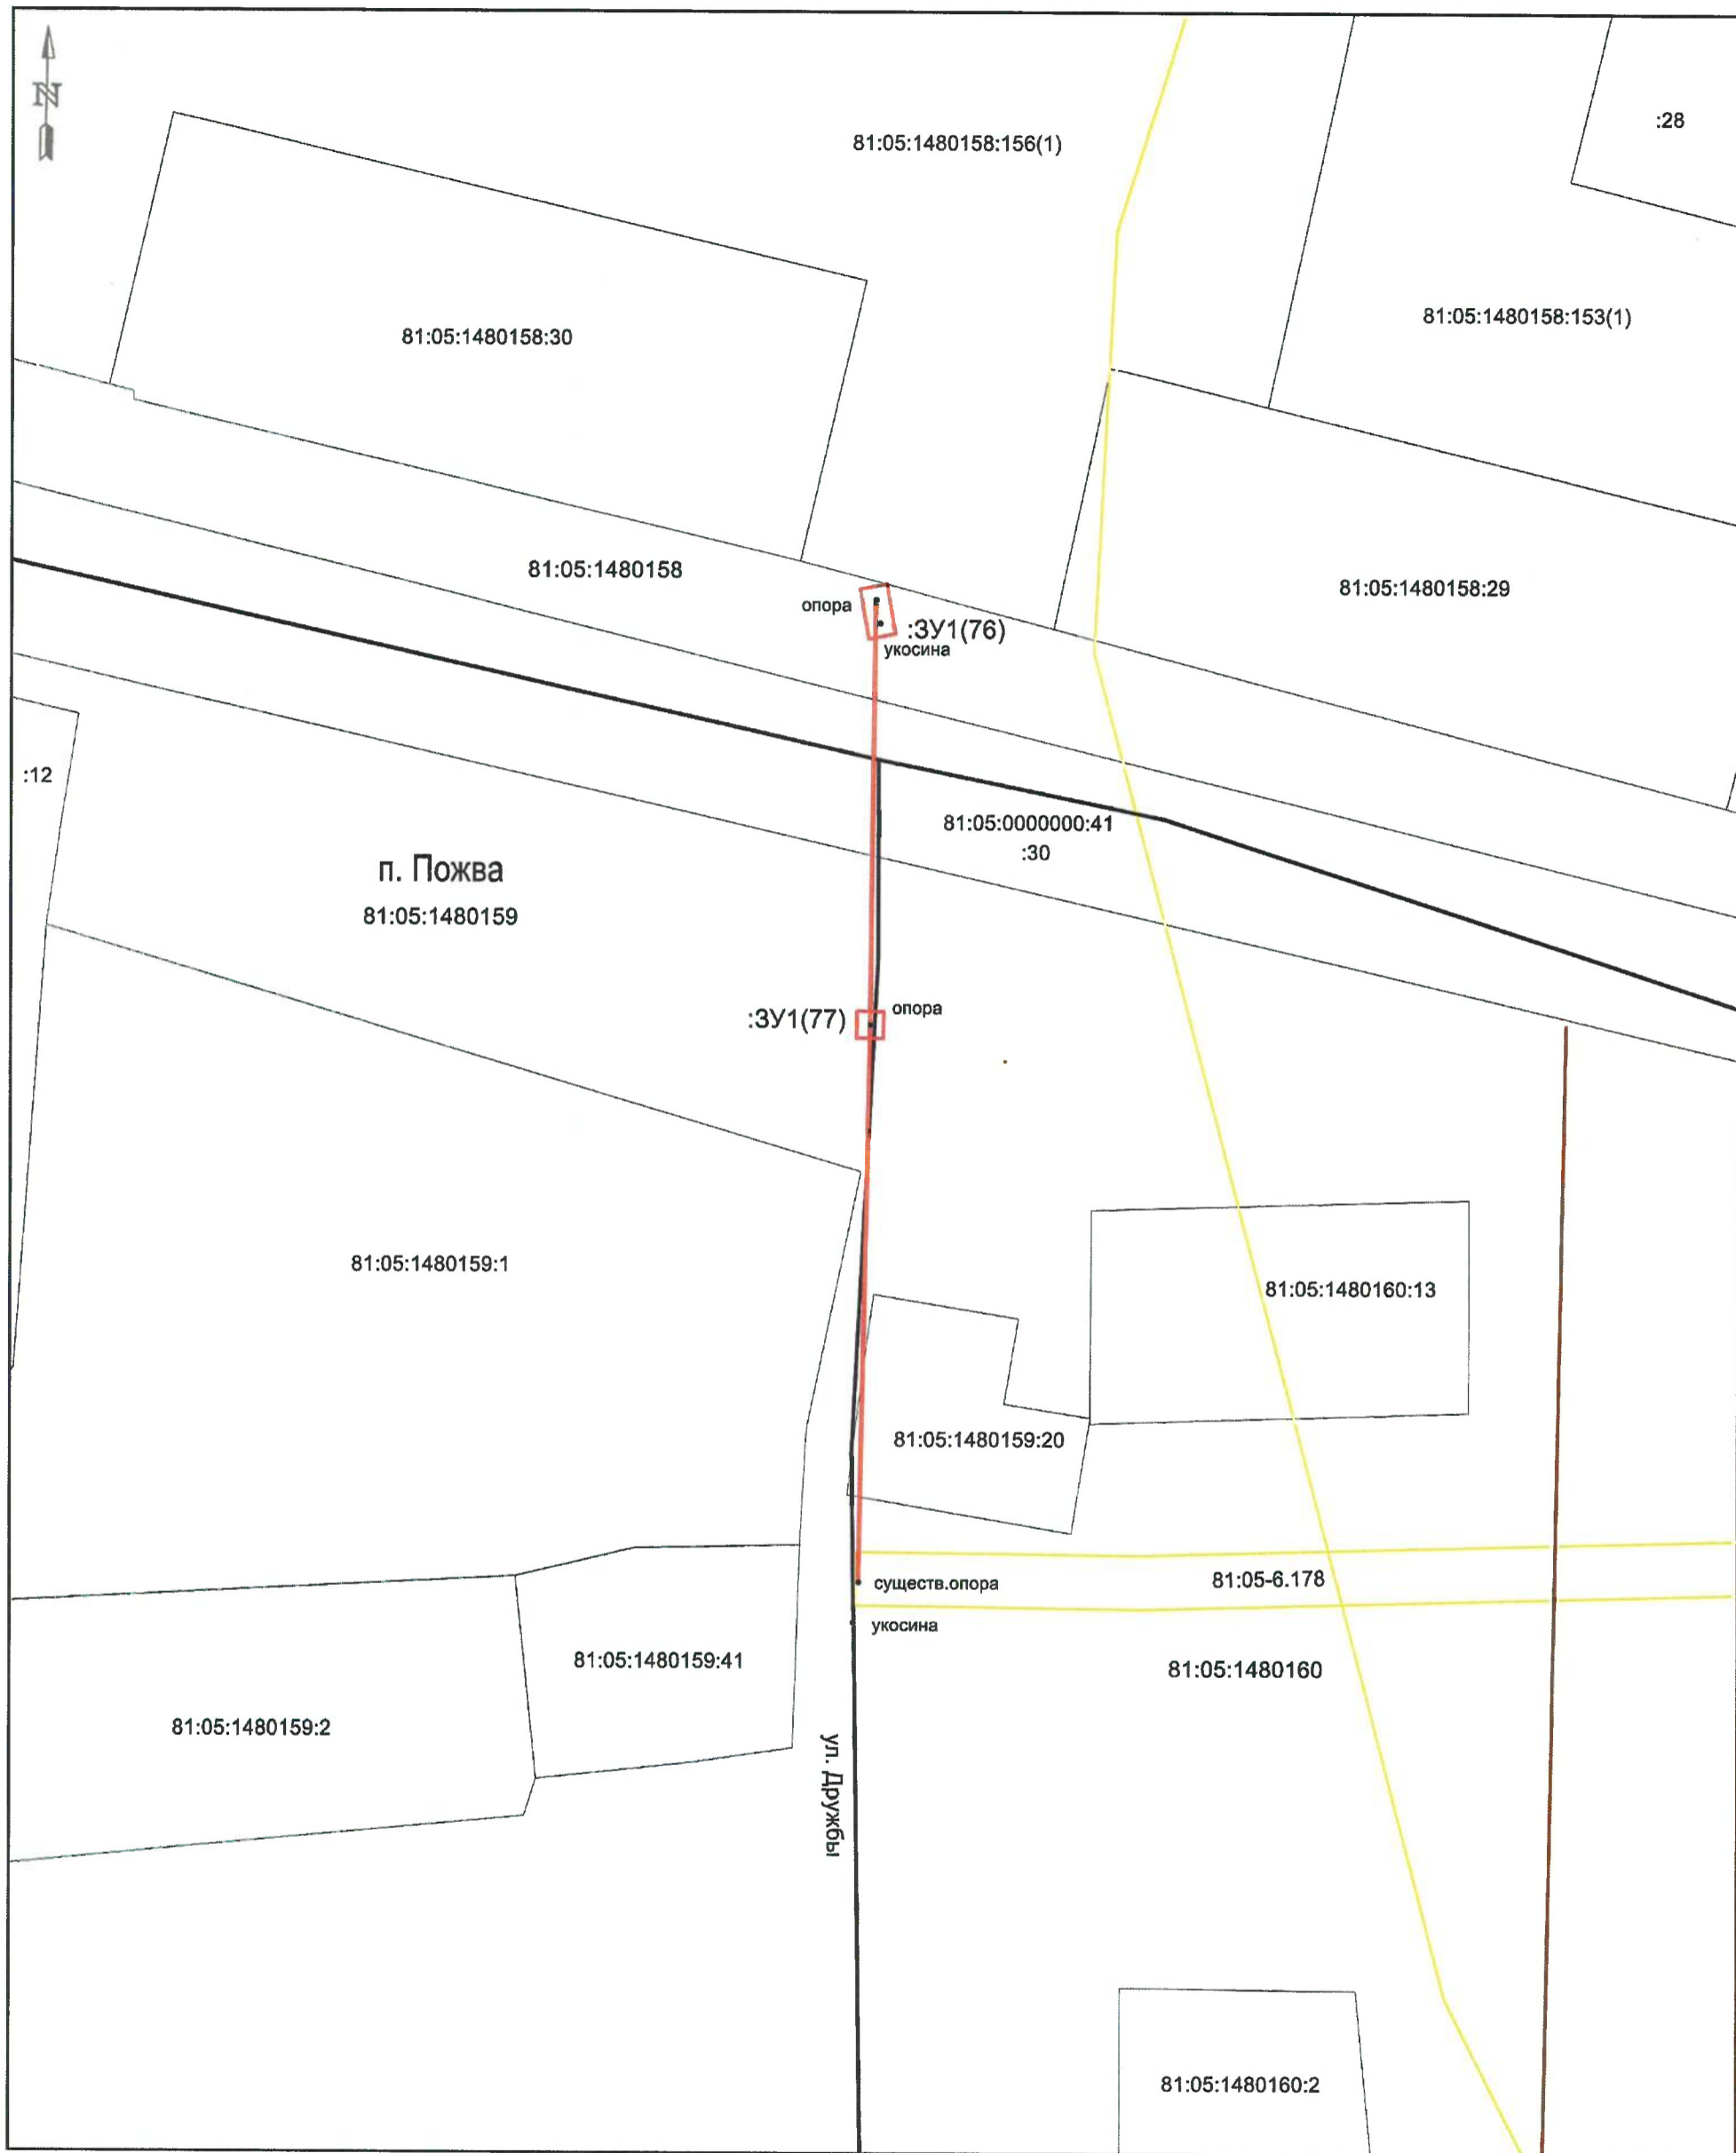 N
:28
81:05:1480158:156(1)
81:05:1480158:153(1)
81:05:1480158:30
81:05:1480158
81:05:1480158:29
опора
:ЗУ1(76)
укосина
:12
81:05:0000000:41
:30
п. Пожва
81:05:1480159
опора
:ЗУ1(77)
81:05:1480159:1
81:05:1480160:13
81:05:1480159:20
существ.опора
81:05-6.178
укосина
81:05:1480159:41
81:05:1480160
81:05:1480159:2
ул. Дружбы
81:05:1480160:2